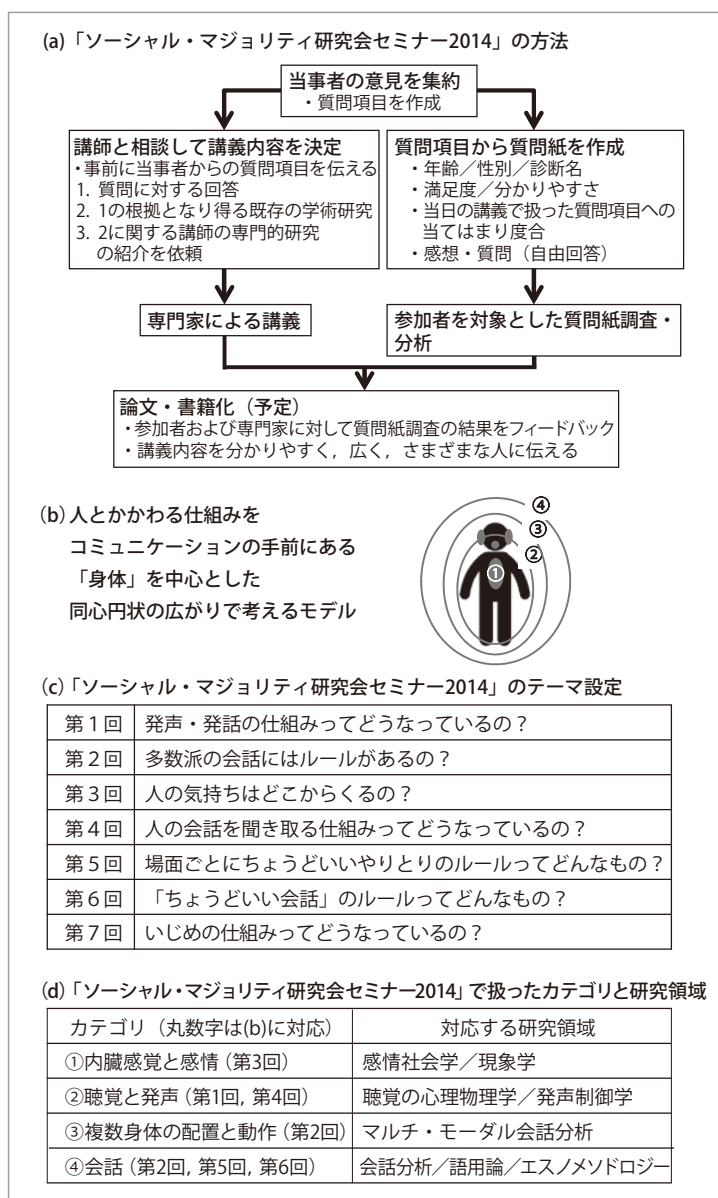 (a)「ソーシャル・マジョリティ研究会セミナー2014」の方法
当事者の意見を集約
・質問項目を作成
講師と相談して講義内容を決定
・事前に当事者からの質問項目を伝える
1. 質問に対する回答
2. 1の根拠となり得る既存の学術研究
3. 2に関する講師の専門的研究
の紹介を依頼
質問項目から質問紙を作成
・年齢／性別／診断名
・満足度／分かりやすさ
・当日の講義で扱った質問項目への
当てはまり度合
・感想・質問（自由回答）
専門家による講義
参加者を対象とした質問紙調査・
分析
論文・書籍化（予定）
・参加者および専門家に対して質問紙調査の結果をフィードバック
・講義内容を分かりやすく，広く，さまざまな人に伝える
(b)人とかかわる仕組みを
コミュニケーションの手前にある
「身体」を中心とした
同心円状の広がりで考えるモデル
④
③
②
①
(c)「ソーシャル・マジョリティ研究会セミナー2014」のテーマ設定
第1回 発声・発話の仕組みってどうなっているの？
第2回 多数派の会話にはルールがあるの？
第3回 人の気持ちはどこからくるの？
第4回 人の会話を聞き取る仕組みってどうなっているの？
第5回 場面ごとにちょうどいいやりとりのルールってどんなもの？
第6回 「ちょうどいい会話」のルールってどんなもの？
第7回 いじめの仕組みってどうなっているの？
(d)「ソーシャル・マジョリティ研究会セミナー2014」で扱ったカテゴリと研究領域
カテゴリ（丸数字は(b)に対応） 対応する研究領域
①内臓感覚と感情（第3回） 感情社会学／現象学
②聴覚と発声（第1回, 第4回） 聴覚の心理物理学／発声制御学
③複数身体の配置と動作（第2回） マルチ・モーダル会話分析
④会話（第2回, 第5回, 第6回） 会話分析／語用論／エスノメソドロジー